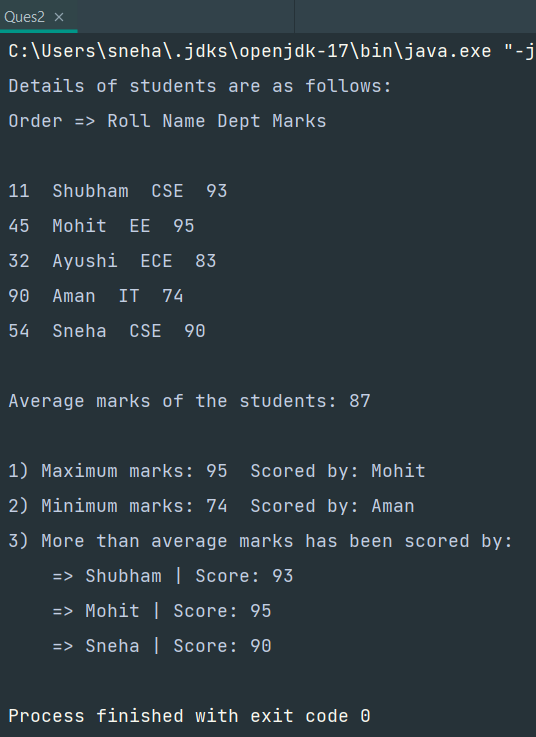 Ques2 ×
C:\Users\sneha\.jdks\openjdk-17\bin\java.exe "-j
Details of students are as follows:
Order => Roll Name Dept Marks
11  Shubham  CSE  93
45  Mohit  EE  95
32  Ayushi  ECE  83
90  Aman  IT  74
54  Sneha  CSE  90
Average marks of the students: 87
1) Maximum marks: 95  Scored by: Mohit
2) Minimum marks: 74  Scored by: Aman
3) More than average marks has been scored by:
    => Shubham | Score: 93
    => Mohit | Score: 95
    => Sneha | Score: 90
Process finished with exit code 0